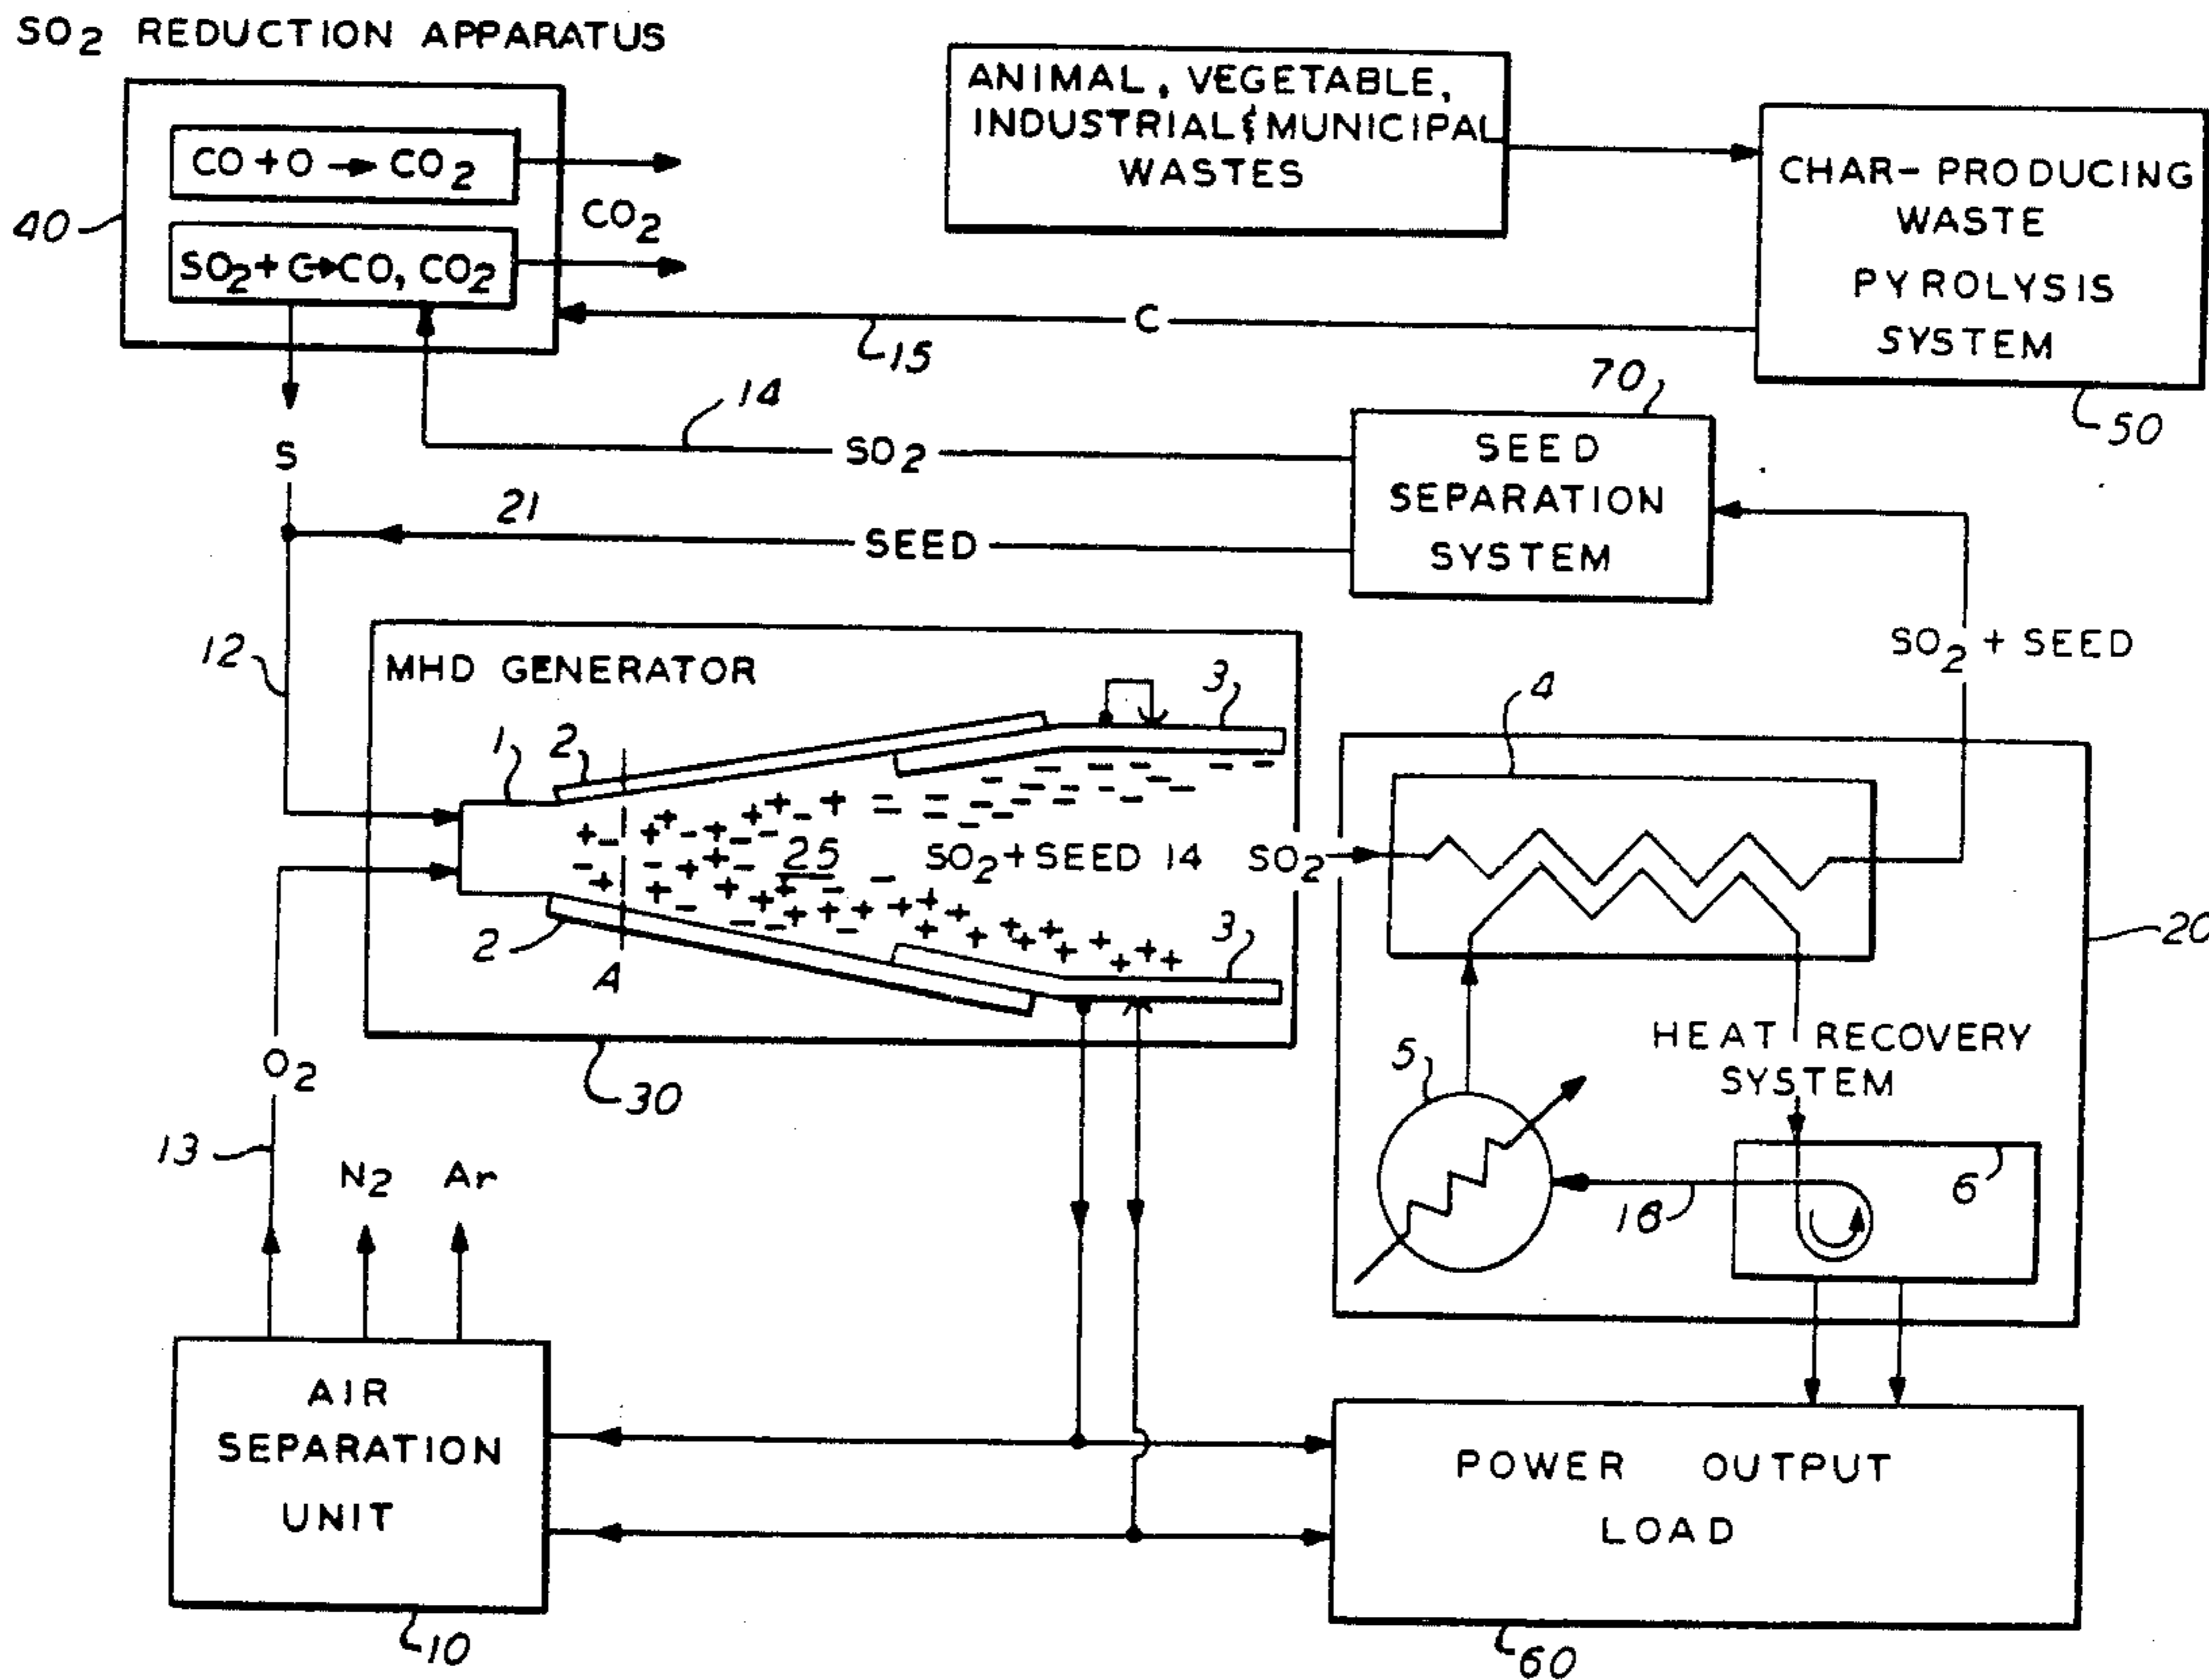 SO2 REDUCTION APPARATUS
CO + O → CO2
SO2 + C → CO, CO2
CO2
40
ANIMAL, VEGETABLE,
INDUSTRIAL & MUNICIPAL
WASTES
CHAR-PRODUCING
WASTE
PYROLYSIS
SYSTEM
50
C
15
S
14
SO2
70
SEED
SEPARATION
SYSTEM
21
SEED
SO2 + SEED
12
MHD GENERATOR
1
2
3
25
SO2 + SEED 14
SO2
2
A
3
30
4
20
HEAT RECOVERY
SYSTEM
5
18
6
O2
13
N2
Ar
AIR
SEPARATION
UNIT
10
POWER OUTPUT
LOAD
60